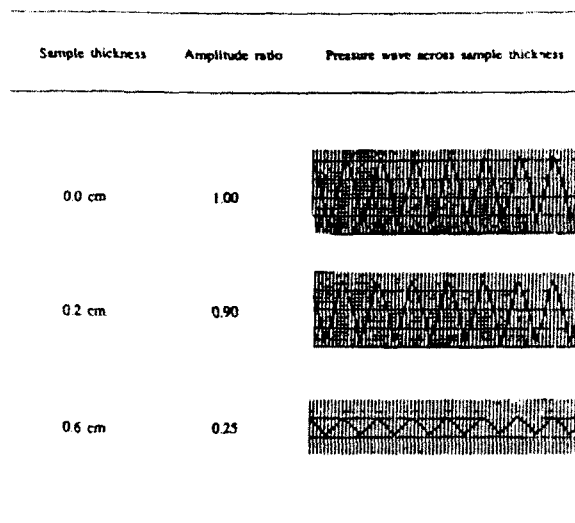 Sample thickness Amplitude ratio Pressure wave across sample thickness
0.0 cm 1.00
0.2 cm 0.90
0.6 cm 0.25